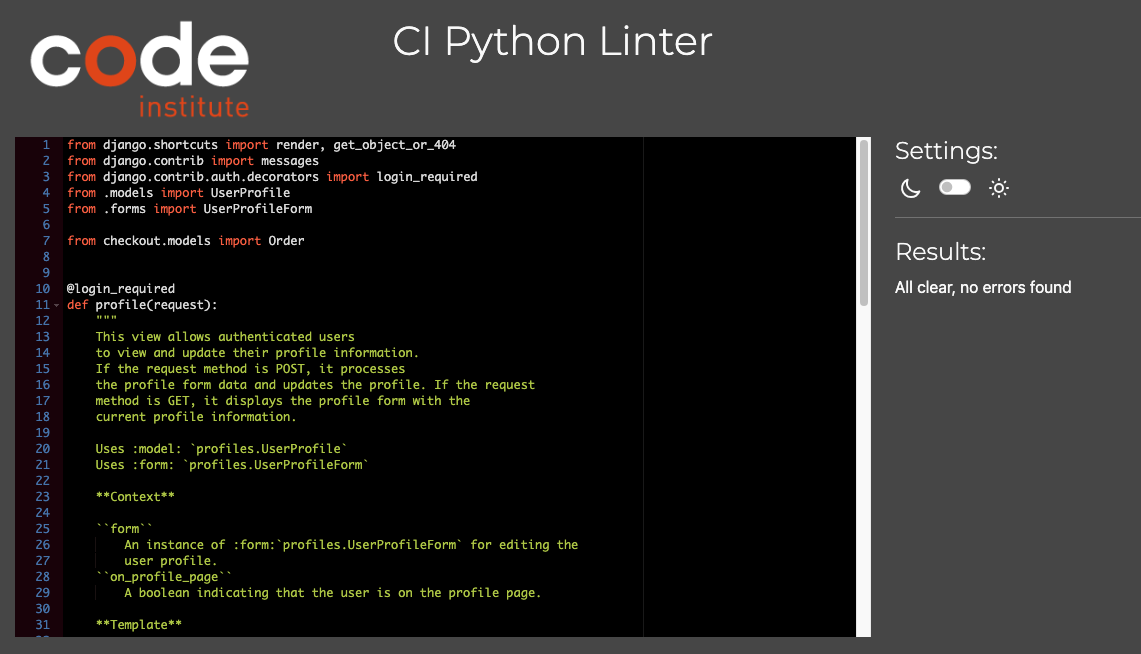 code
institute
CI Python Linter
1 from django.shortcuts import render, get_object_or_404
2 from django.contrib import messages
3 from django.contrib.auth.decorators import login_required
4 from .models import UserProfile
5 from .forms import UserProfileForm
6
7 from checkout.models import Order
8
9
10 @login_required
11 def profile(request):
12     """
13     This view allows authenticated users
14     to view and update their profile information.
15     If the request method is POST, it processes
16     the profile form data and updates the profile. If the request
17     method is GET, it displays the profile form with the
18     current profile information.
19
20     Uses :model: `profiles.UserProfile`
21     Uses :form: `profiles.UserProfileForm`
22
23     **Context**
24
25     ``form``
26         An instance of :form:`profiles.UserProfileForm` for editing the
27         user profile.
28     ``on_profile_page``
29         A boolean indicating that the user is on the profile page.
30
31     **Template**
Settings:
Results:
All clear, no errors found